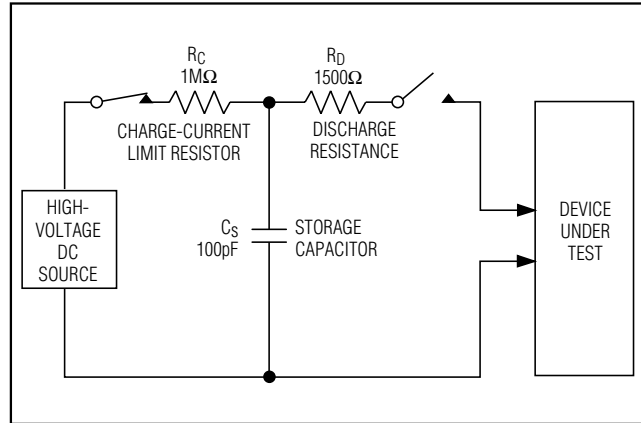 R_C
1MΩ
R_D
1500Ω
CHARGE-CURRENT
LIMIT RESISTOR
DISCHARGE
RESISTANCE
HIGH-
VOLTAGE
DC
SOURCE
C_S
100pF
STORAGE
CAPACITOR
DEVICE
UNDER
TEST